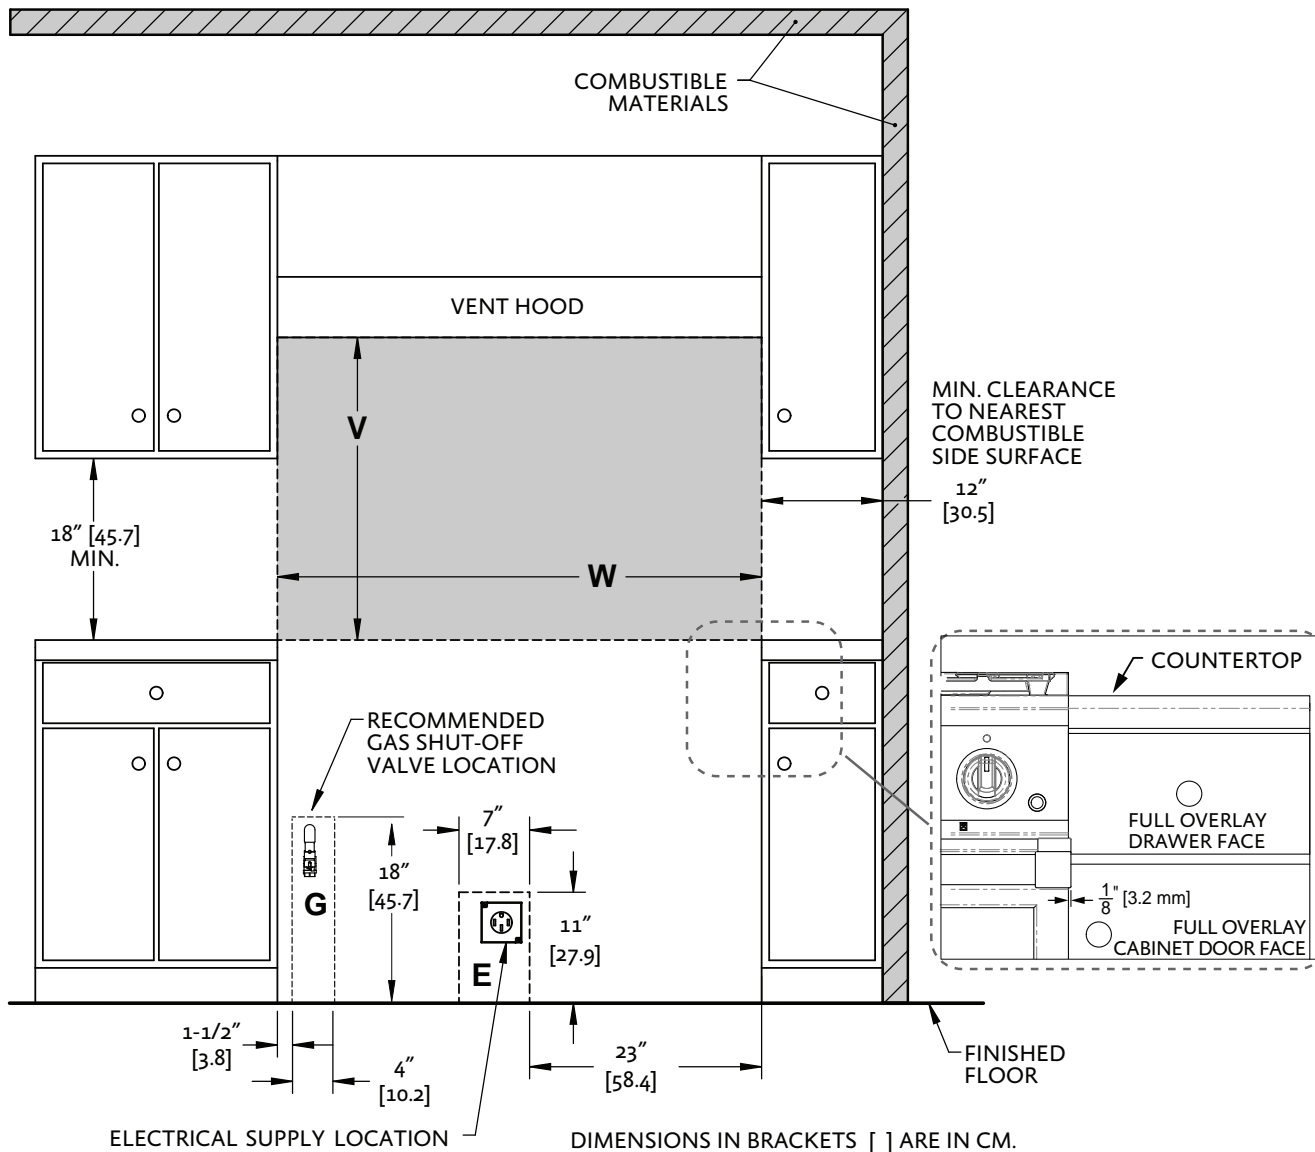 COMBUSTIBLE
MATERIALS
VENT HOOD
V
W
MIN. CLEARANCE
TO NEAREST
COMBUSTIBLE
SIDE SURFACE
12″
[30.5]
18″ [45.7]
MIN.
RECOMMENDED
GAS SHUT-OFF
VALVE LOCATION
G
18″
[45.7]
7″
[17.8]
E
11″
[27.9]
COUNTERTOP
FULL OVERLAY
DRAWER FACE
1/8" [3.2 mm]
FULL OVERLAY
CABINET DOOR FACE
1-1/2″
[3.8]
4″
[10.2]
23″
[58.4]
FINISHED
FLOOR
ELECTRICAL SUPPLY LOCATION
DIMENSIONS IN BRACKETS [ ] ARE IN CM.